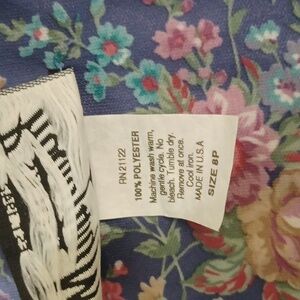 RN 21122
100% POLYESTER
Machine wash warm,
gentle cycle. No
bleach. Tumble dry.
Remove at once.
Cool iron.
MADE IN U.S.A
SIZE 8P